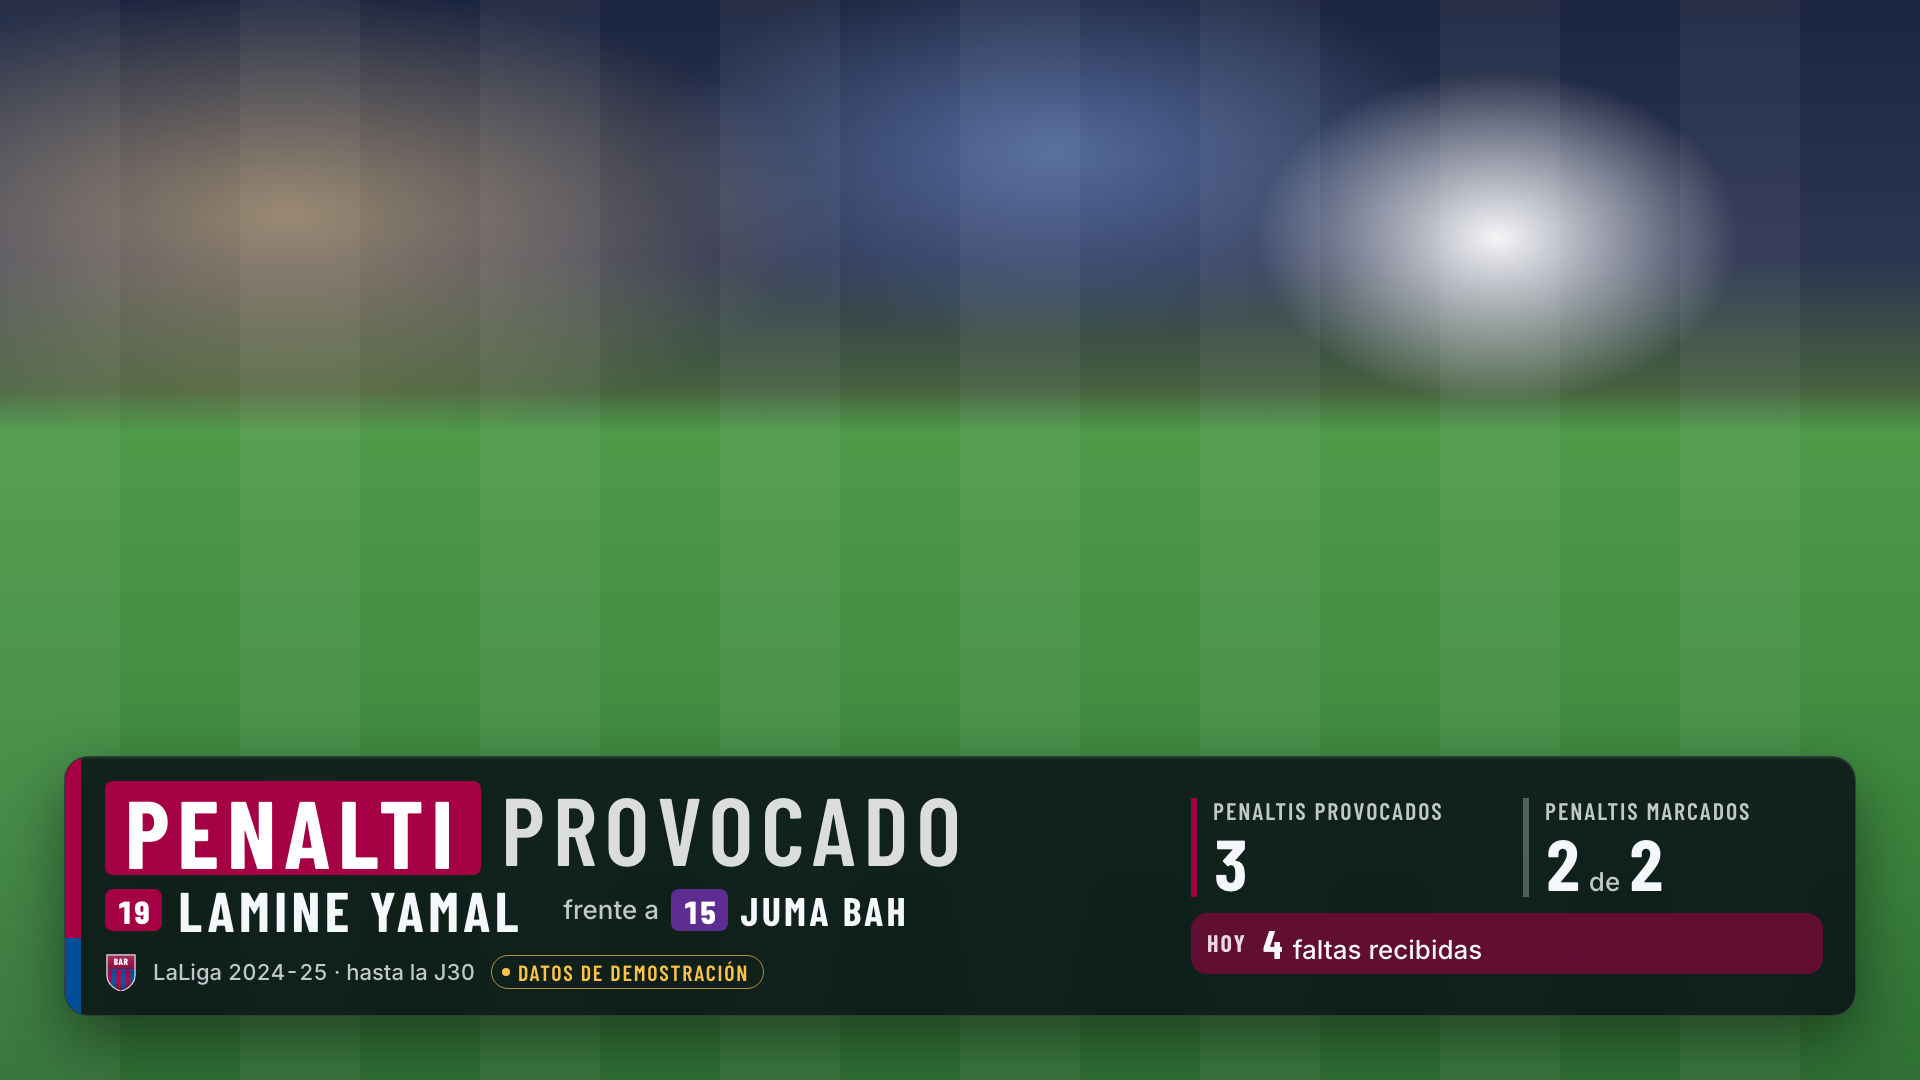 PENALTI PROVOCADO
19 LAMINE YAMAL frente a 15 JUMA BAH
BAR LaLiga 2024-25 · hasta la J30 • DATOS DE DEMOSTRACIÓN
PENALTIS PROVOCADOS
3
PENALTIS MARCADOS
2 de 2
HOY 4 faltas recibidas